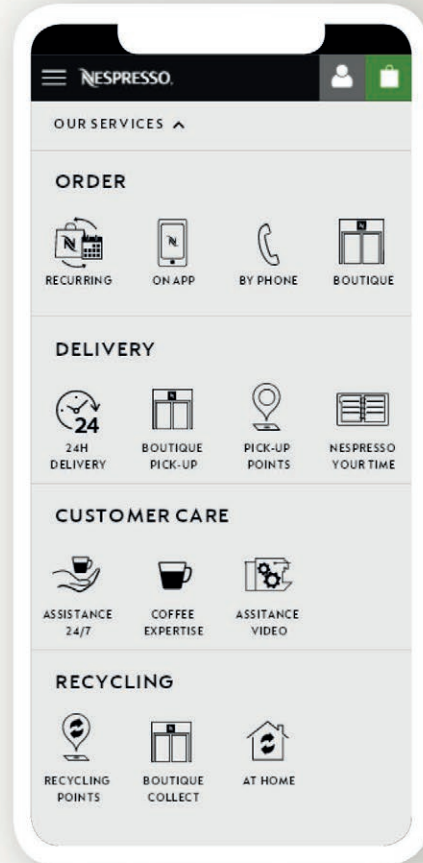 NESPRESSO.
OUR SERVICES
ORDER
RECURRING
ON APP
BY PHONE
BOUTIQUE
DELIVERY
24
24H
DELIVERY
BOUTIQUE
PICK-UP
PICK-UP
POINTS
NESPRESSO
YOUR TIME
CUSTOMER CARE
ASSISTANCE
24/7
COFFEE
EXPERTISE
ASSITANCE
VIDEO
RECYCLING
RECYCLING
POINTS
BOUTIQUE
COLLECT
AT HOME